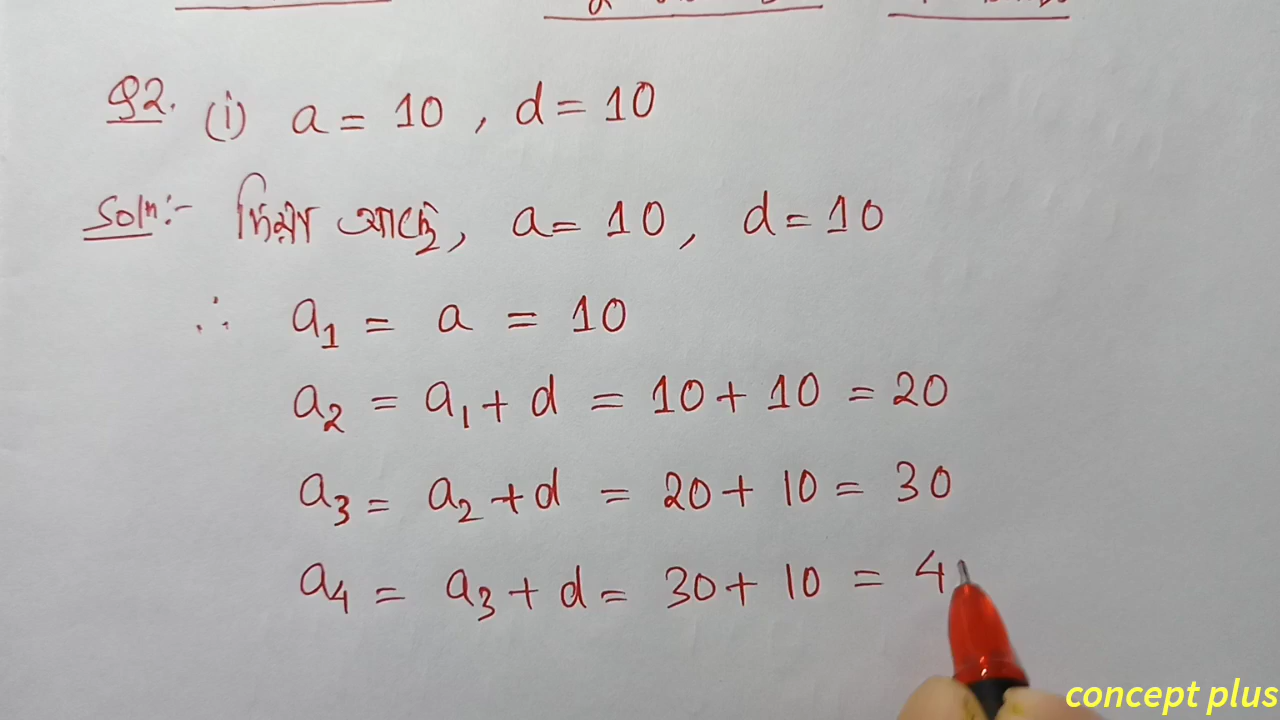 Q2. (i) a = 10 , d = 10
Soln:- দিয়া আছে, a = 10, d = 10
∴ a₁ = a = 10
a₂ = a₁ + d = 10 + 10 = 20
a₃ = a₂ + d = 20 + 10 = 30
a₄ = a₃ + d = 30 + 10 = 4
concept plus